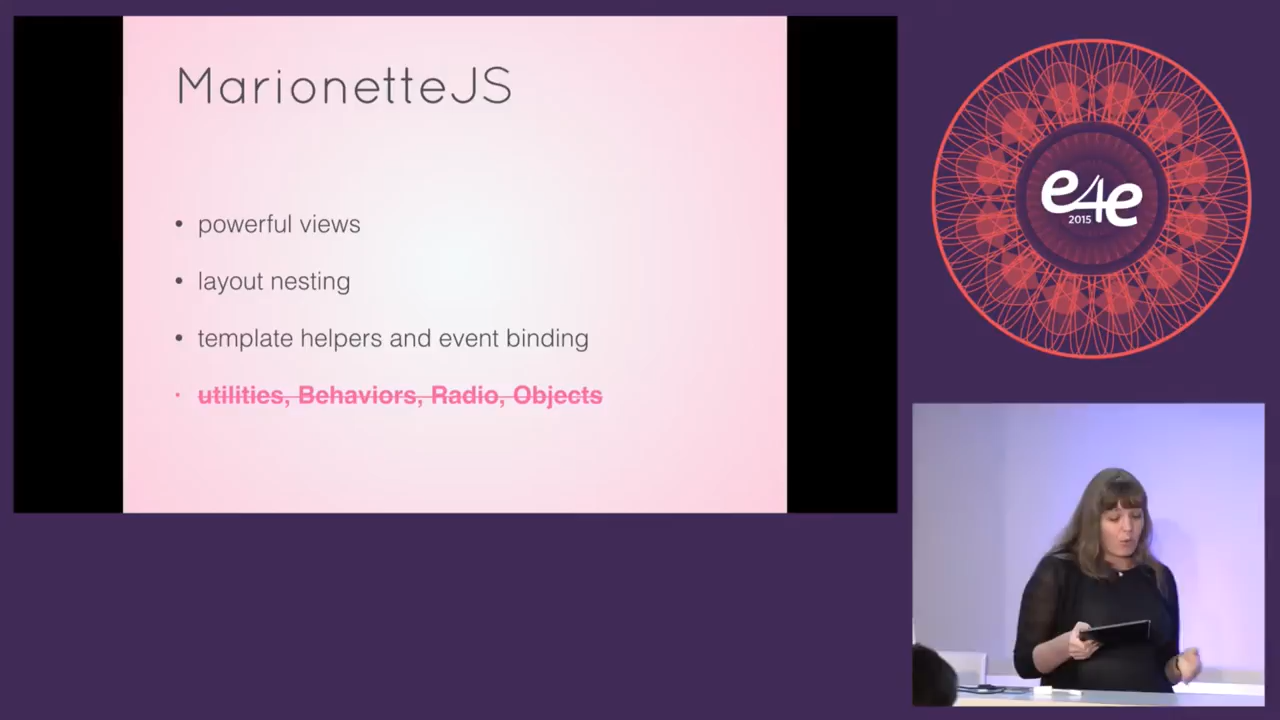 MarionetteJS
• powerful views
• layout nesting
• template helpers and event binding
• utilities, Behaviors, Radio, Objects
e4e
2015